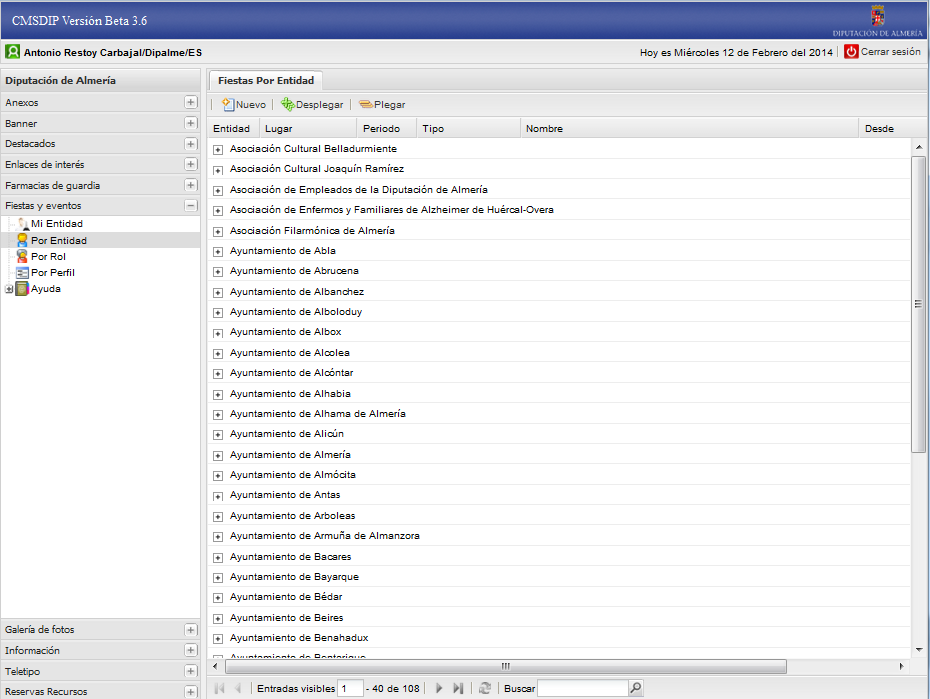 CMSDIP Versión Beta 3.6
DIPUTACIÓN DE ALMERÍA
Antonio Restoy Carbajal/Dipalme/ES
Hoy es Miércoles 12 de Febrero del 2014
Cerrar sesión
Diputación de Almería
Anexos
Banner
Destacados
Enlaces de interés
Farmacias de guardia
Fiestas y eventos
Mi Entidad
Por Entidad
Por Rol
Por Perfil
Ayuda
Galería de fotos
Información
Teletipo
Reservas Recursos
Fiestas Por Entidad
Nuevo Desplegar Plegar
Entidad Lugar Periodo Tipo Nombre Desde
Asociación Cultural Belladurmiente
Asociación Cultural Joaquín Ramírez
Asociación de Empleados de la Diputación de Almería
Asociación de Enfermos y Familiares de Alzheimer de Huércal-Overa
Asociación Filarmónica de Almería
Ayuntamiento de Abla
Ayuntamiento de Abrucena
Ayuntamiento de Albanchez
Ayuntamiento de Alboloduy
Ayuntamiento de Albox
Ayuntamiento de Alcolea
Ayuntamiento de Alcóntar
Ayuntamiento de Alhabia
Ayuntamiento de Alhama de Almería
Ayuntamiento de Alicún
Ayuntamiento de Almería
Ayuntamiento de Almócita
Ayuntamiento de Antas
Ayuntamiento de Arboleas
Ayuntamiento de Armuña de Almanzora
Ayuntamiento de Bacares
Ayuntamiento de Bayarque
Ayuntamiento de Bédar
Ayuntamiento de Beires
Ayuntamiento de Benahadux
Ayuntamiento de Bentarique
Entradas visibles 1 - 40 de 108 Buscar